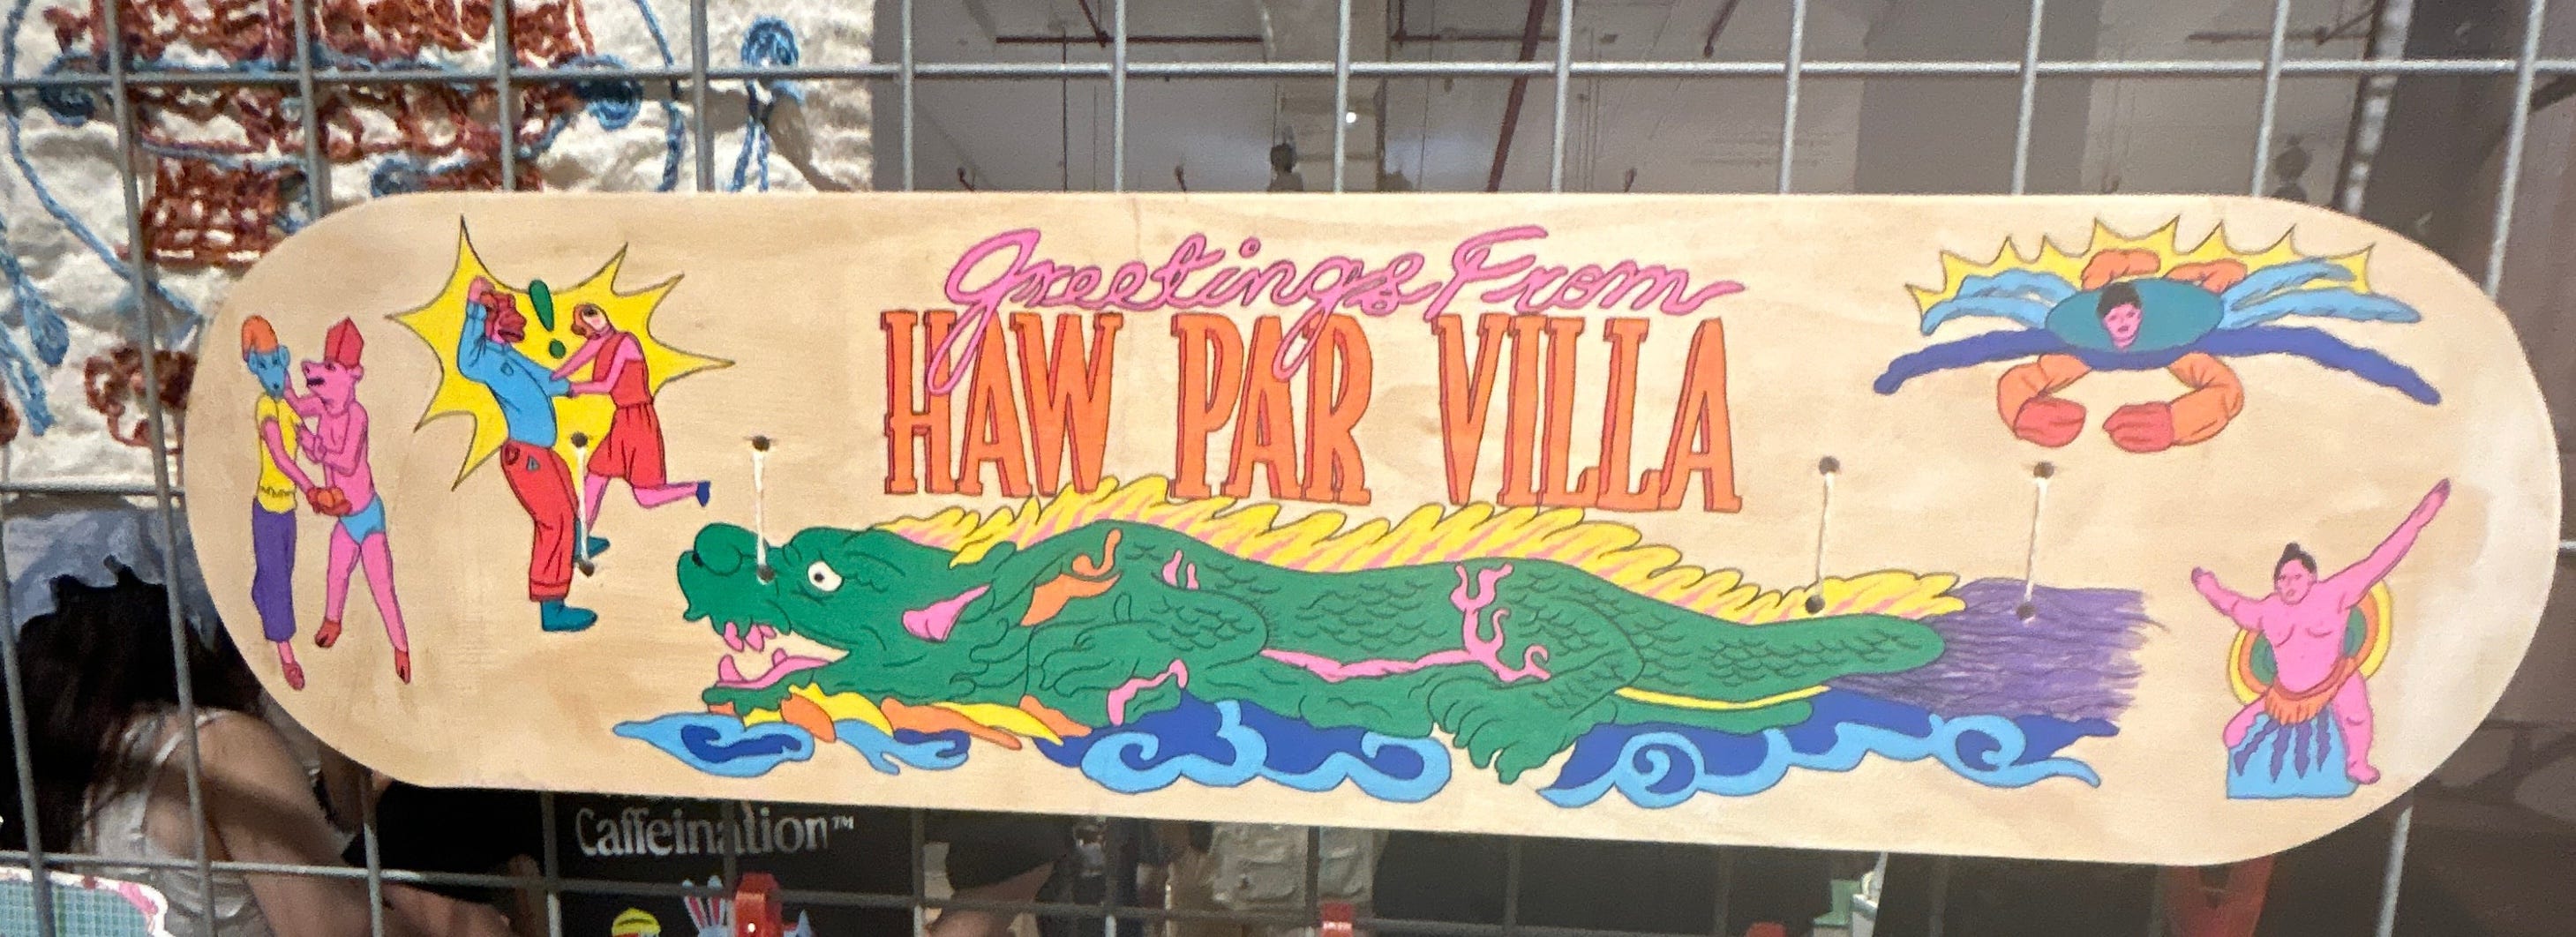 Greetings From
HAW PAR VILLA
!
Caffeination™